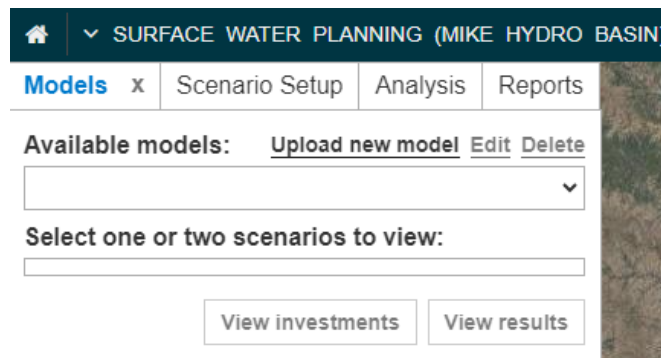 SURFACE WATER PLANNING (MIKE HYDRO BASIN)
Models x Scenario Setup Analysis Reports
Available models: Upload new model Edit Delete
Select one or two scenarios to view:
View investments View results